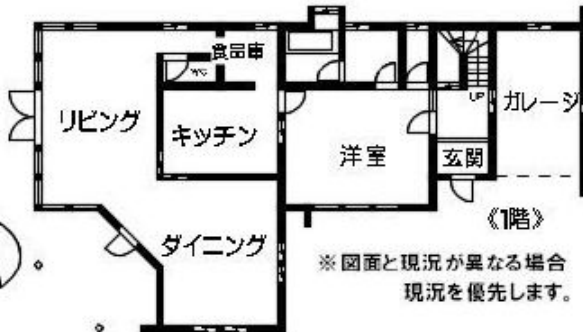 食品庫
WC
UP
リビング
キッチン
洋室
ガレージ
玄関
ダイニング
《1階》
※図面と現況が異なる場合
現況を優先します。